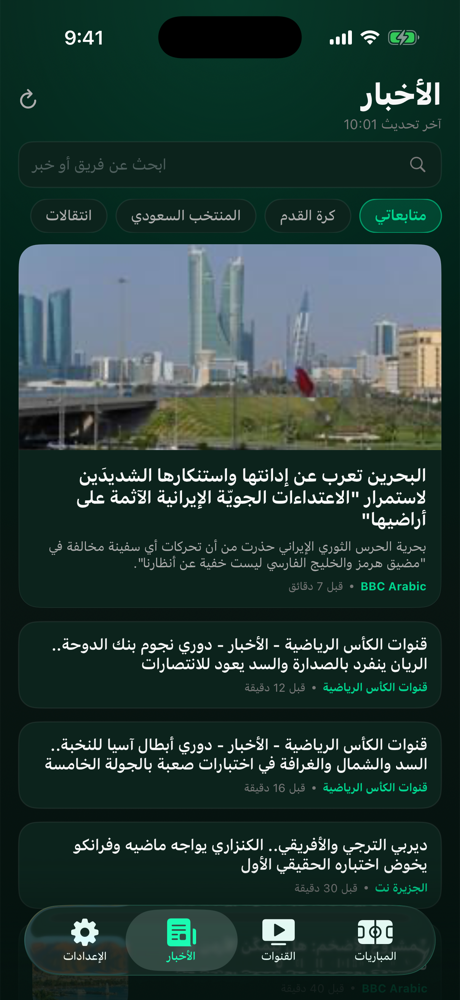 9:41
الأخبار
آخر تحديث 10:01
ابحث عن فريق أو خبر
متابعاتي
كرة القدم
المنتخب السعودي
انتقالات
البحرين تعرب عن إدانتها واستنكارها الشديدَين
لاستمرار "الاعتداءات الجويّة الإيرانية الآثمة على
أراضيها"
بحرية الحرس الثوري الإيراني حذرت من أن تحركات أي سفينة مخالفة في
"مضيق هرمز والخليج الفارسي ليست خفية عن أنظارنا".
BBC Arabic • قبل 7 دقائق
قنوات الكأس الرياضية - الأخبار - دوري نجوم بنك الدوحة..
الريان ينفرد بالصدارة والسد يعود للانتصارات
قنوات الكأس الرياضية • قبل 12 دقيقة
قنوات الكأس الرياضية - الأخبار - دوري أبطال آسيا للنخبة..
السد والشمال والغرافة في اختبارات صعبة بالجولة الخامسة
قنوات الكأس الرياضية • قبل 16 دقيقة
ديربي الترجي والأفريقي.. الكنزاري يواجه ماضيه وفرانكو
يخوض اختباره الحقيقي الأول
الجزيرة نت • قبل 30 دقيقة
المباريات
القنوات
الأخبار
الإعدادات
قبل 40 دقيقة